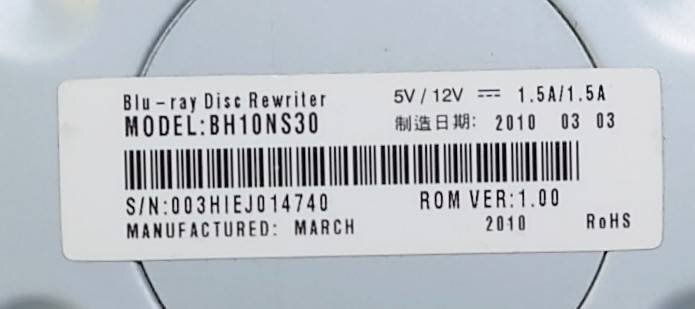 Blu-ray Disc Rewriter 5V / 12V ⎓ 1.5A/1.5A
MODEL:BH10NS30 制造日期: 2010 03 03
S/N:003HIEJ014740 ROM VER:1.00
MANUFACTURED: MARCH 2010 RoHS